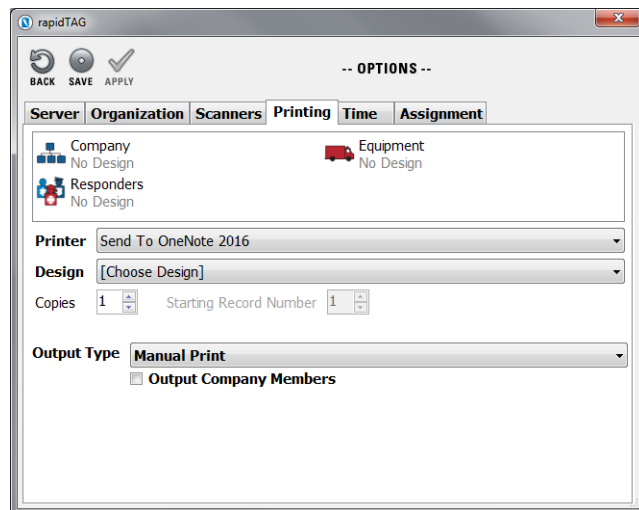 rapidTAG
BACK SAVE APPLY
-- OPTIONS --
Server Organization Scanners Printing Time Assignment
Company Equipment
No Design No Design
Responders
No Design
Printer Send To OneNote 2016
Design [Choose Design]
Copies 1 Starting Record Number 1
Output Type Manual Print
Output Company Members